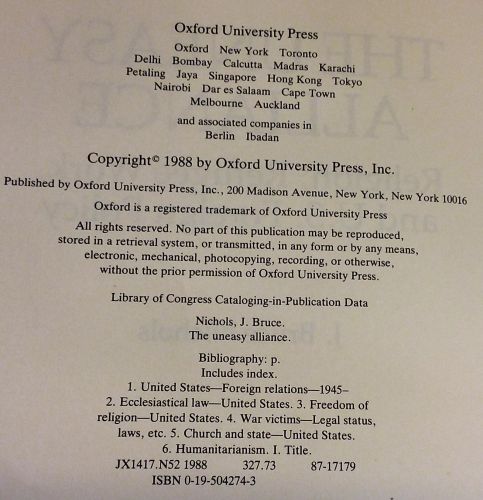 Oxford University Press
Oxford New York Toronto
Delhi Bombay Calcutta Madras Karachi
Petaling Jaya Singapore Hong Kong Tokyo
Nairobi Dar es Salaam Cape Town
Melbourne Auckland
and associated companies in
Berlin Ibadan
Copyright© 1988 by Oxford University Press, Inc.
Published by Oxford University Press, Inc., 200 Madison Avenue, New York, New York 10016
Oxford is a registered trademark of Oxford University Press
All rights reserved. No part of this publication may be reproduced,
stored in a retrieval system, or transmitted, in any form or by any means,
electronic, mechanical, photocopying, recording, or otherwise,
without the prior permission of Oxford University Press.
Library of Congress Cataloging-in-Publication Data
Nichols, J. Bruce.
The uneasy alliance.
Bibliography: p.
Includes index.
1. United States—Foreign relations—1945–
2. Ecclesiastical law—United States. 3. Freedom of
religion—United States. 4. War victims—Legal status,
laws, etc. 5. Church and state—United States.
6. Humanitarianism. I. Title.
JX1417.N52 1988 327.73 87-17179
ISBN 0-19-504274-3